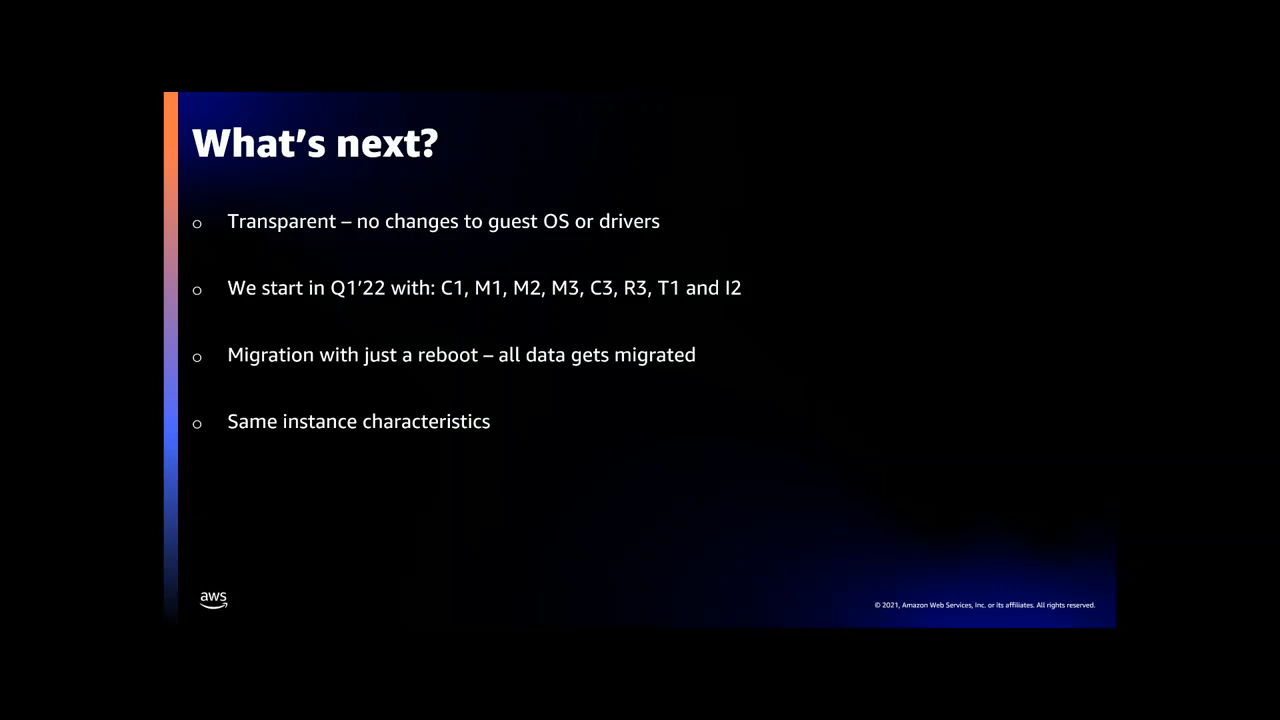 What’s next?
o Transparent – no changes to guest OS or drivers
o We start in Q1’22 with: C1, M1, M2, M3, C3, R3, T1 and I2
o Migration with just a reboot – all data gets migrated
o Same instance characteristics
aws
© 2021, Amazon Web Services, Inc. or its affiliates. All rights reserved.